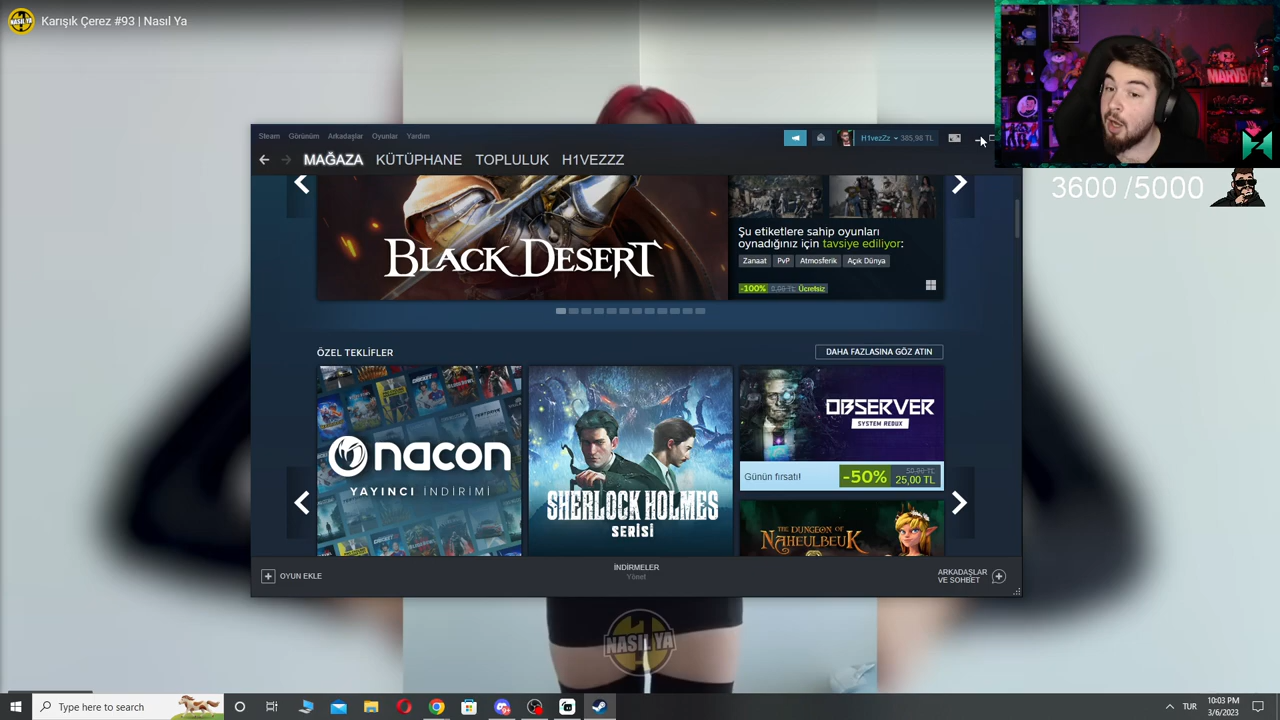 Karışık Çerez #93 | Nasıl Ya
MARVEL
3600 /5000
Steam Görünüm Arkadaşlar Oyunlar Yardım
H1vezZz 385,98 TL
MAĞAZA KÜTÜPHANE TOPLULUK H1VEZZZ
BLACK DESERT
Şu etiketlere sahip oyunları
oynadığınız için tavsiye ediliyor:
Zanaat PvP Atmosferik Açık Dünya
-100% Ücretsiz
ÖZEL TEKLİFLER
DAHA FAZLASINA GÖZ ATIN
nacon
YAYINCI İNDİRİMİ
SHERLOCK HOLMES
SERİSİ
OBSERVER
SYSTEM REDUX
Günün fırsatı! -50% 25,00 TL
THE DUNGEON OF
NAHEULBEUK
OYUN EKLE
İNDİRMELER
Yönet
ARKADAŞLAR
VE SOHBET
NASIL YA
Type here to search
TUR
10:03 PM
3/6/2023